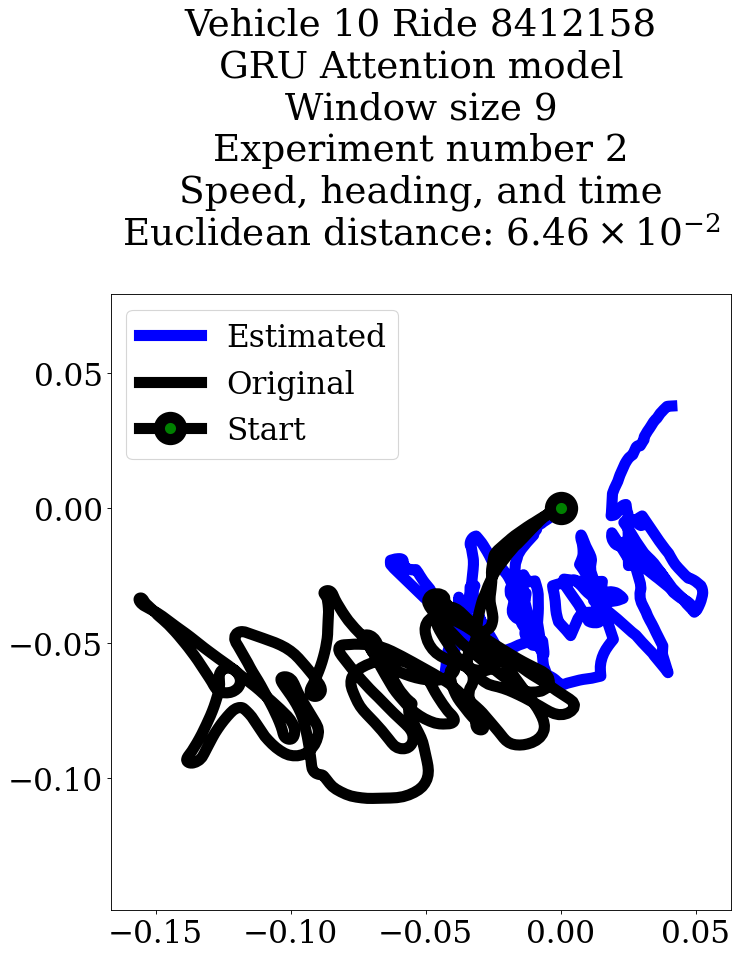 Vehicle 10 Ride 8412158
GRU Attention model
Window size 9
Experiment number 2
Speed, heading, and time
Euclidean distance: 6.46 × 10⁻²
Estimated
Original
Start
0.05
0.00
−0.05
−0.10
−0.15 −0.10 −0.05 0.00 0.05